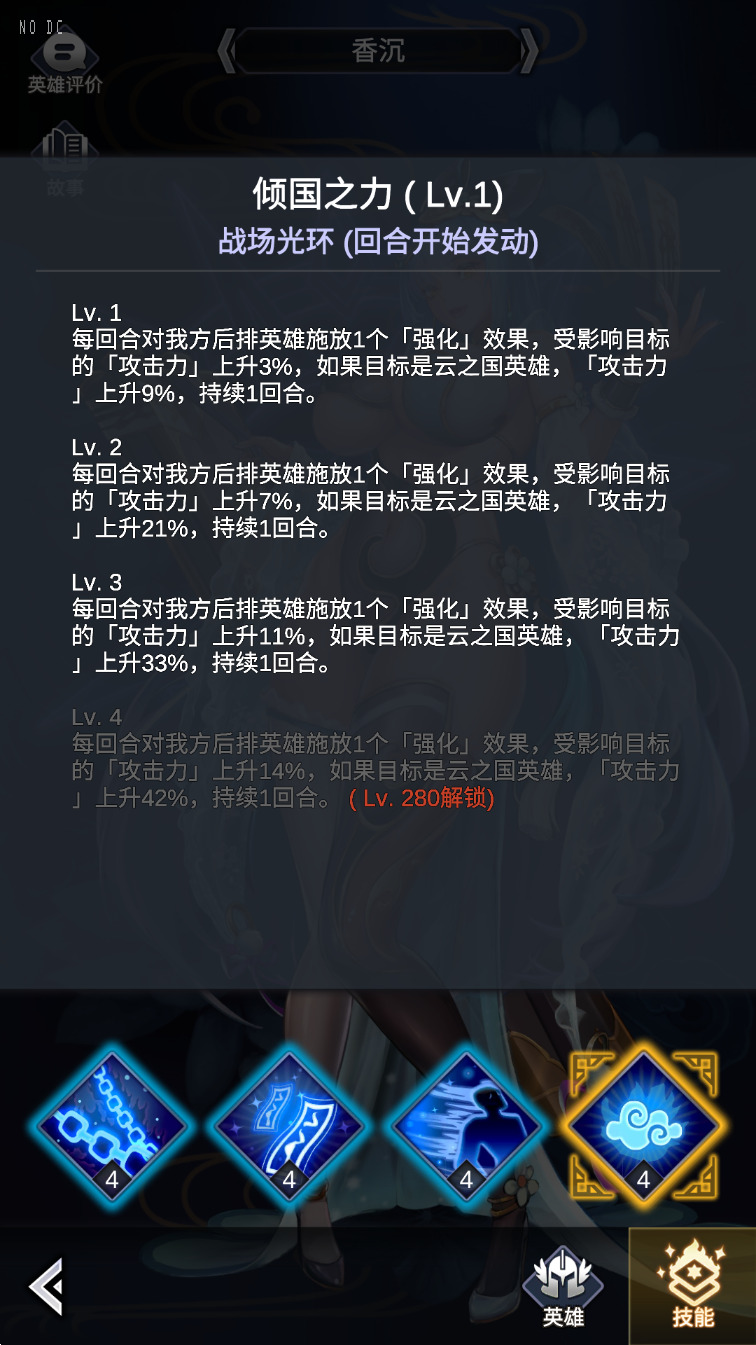 NO DC
香沉
英雄评价
故事
倾国之力 ( Lv.1)
战场光环 (回合开始发动)
Lv. 1
每回合对我方后排英雄施放1个「强化」效果，受影响目标
的「攻击力」上升3%，如果目标是云之国英雄，「攻击力
」上升9%，持续1回合。
Lv. 2
每回合对我方后排英雄施放1个「强化」效果，受影响目标
的「攻击力」上升7%，如果目标是云之国英雄，「攻击力
」上升21%，持续1回合。
Lv. 3
每回合对我方后排英雄施放1个「强化」效果，受影响目标
的「攻击力」上升11%，如果目标是云之国英雄，「攻击力
」上升33%，持续1回合。
Lv. 4
每回合对我方后排英雄施放1个「强化」效果，受影响目标
的「攻击力」上升14%，如果目标是云之国英雄，「攻击力
」上升42%，持续1回合。 ( Lv. 280解锁)
4 4 4 4
英雄 技能